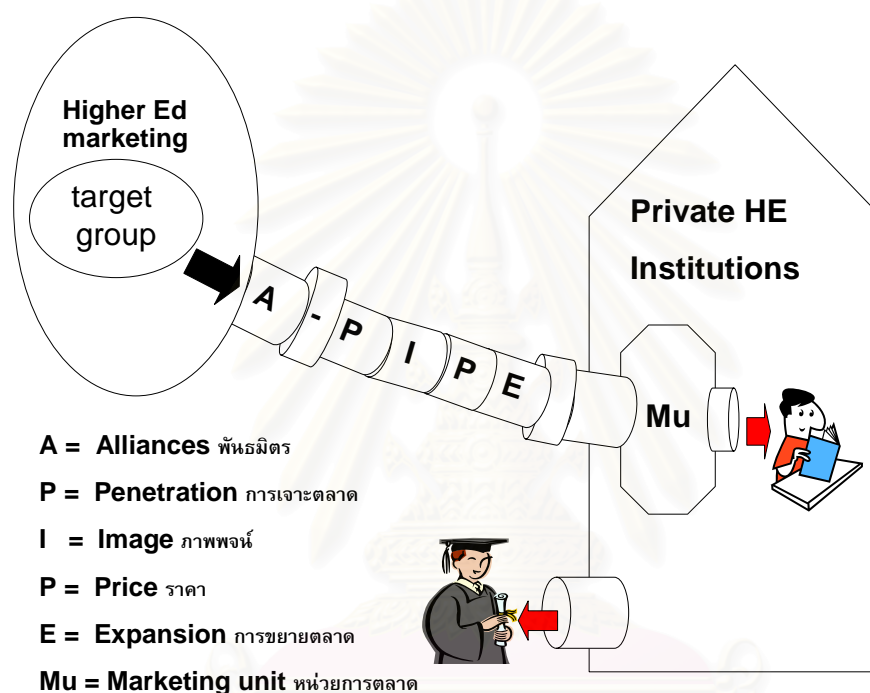 Higher Ed
marketing
target
group
A - P I P E
Private HE
Institutions
Mu
A = Alliances พันธมิตร
P = Penetration การเจาะตลาด
I = Image ภาพพจน์
P = Price ราคา
E = Expansion การขยายตลาด
Mu = Marketing unit หน่วยการตลาด